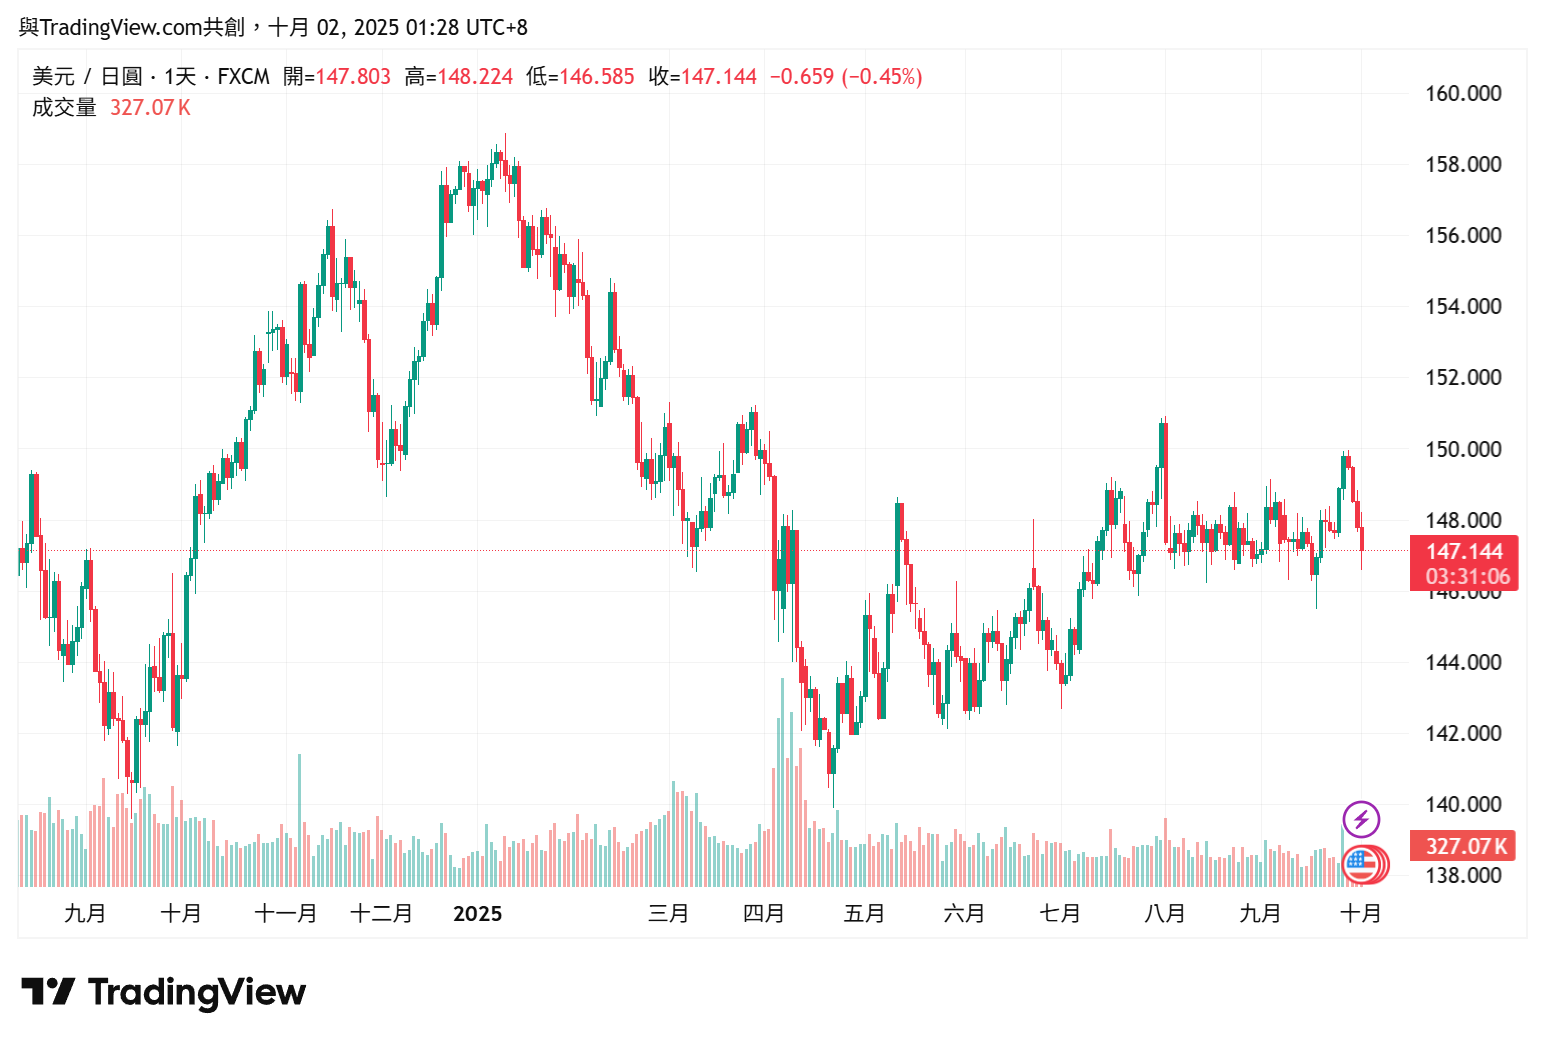 與TradingView.com共創，十月 02, 2025 01:28 UTC+8
美元 / 日圓 · 1天 · FXCM 開=147.803 高=148.224 低=146.585 收=147.144 −0.659 (−0.45%)
成交量 327.07 K
160.000
158.000
156.000
154.000
152.000
150.000
148.000
147.144
03:31:06
146.000
144.000
142.000
140.000
327.07 K
138.000
九月 十月 十一月 十二月 2025 三月 四月 五月 六月 七月 八月 九月 十月
TradingView